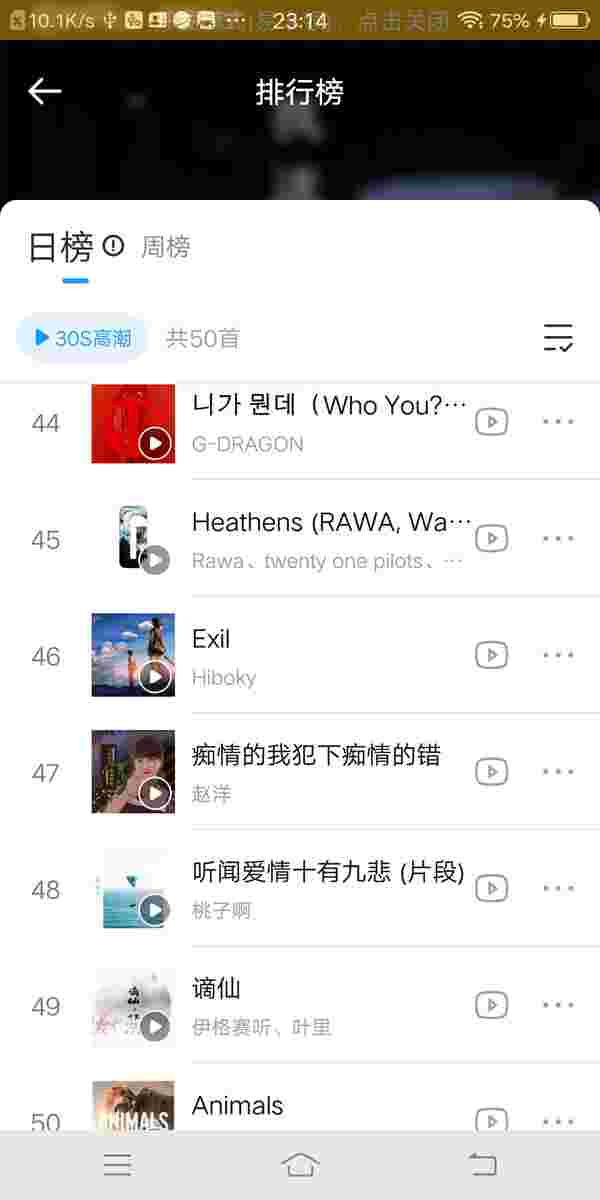 10.1K/s 23:14 点击关闭 75%
排行榜
日榜 周榜
30S高潮 共50首
44 니가 뭔데（Who You?…
G-DRAGON
45 Heathens (RAWA, Wa…
Rawa、twenty one pilots、…
46 Exil
Hiboky
47 痴情的我犯下痴情的错
赵洋
48 听闻爱情十有九悲 (片段)
桃子啊
49 谪仙
伊格赛听、叶里
50 Animals
ANIMALS